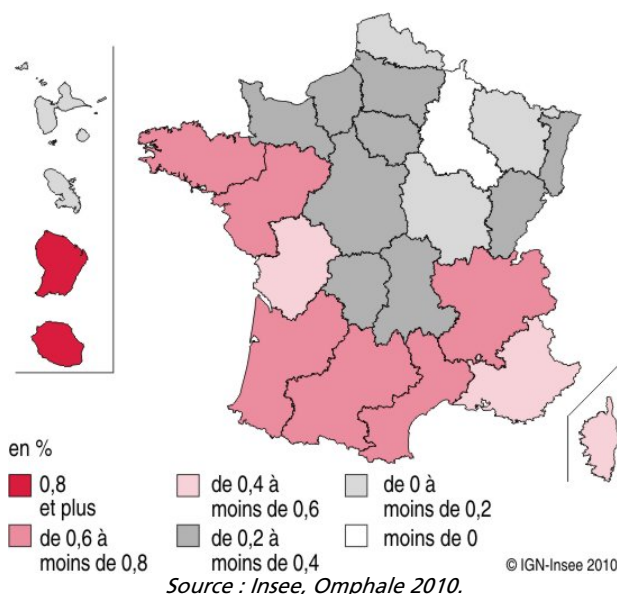 en %
0,8
et plus
de 0,6 à
moins de 0,8
de 0,4 à
moins de 0,6
de 0,2 à
moins de 0,4
de 0 à
moins de 0,2
moins de 0
© IGN-Insee 2010
Source : Insee, Omphale 2010.